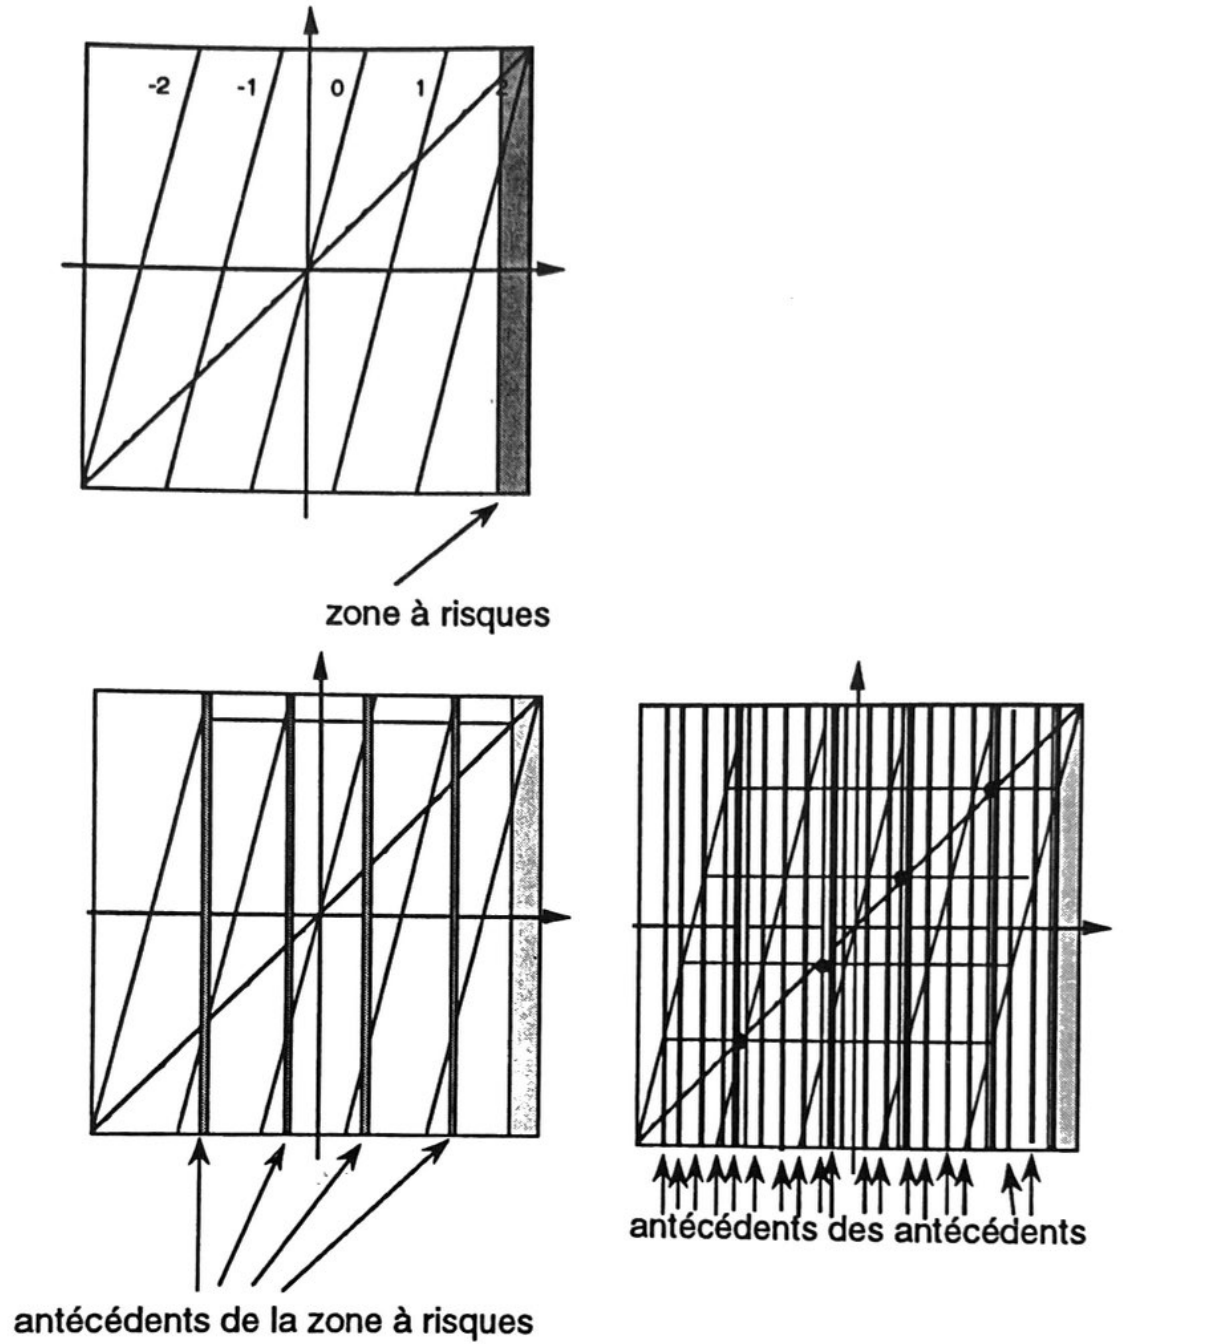 -2 -1 0 1 2
zone à risques
antécédents des antécédents
antécédents de la zone à risques